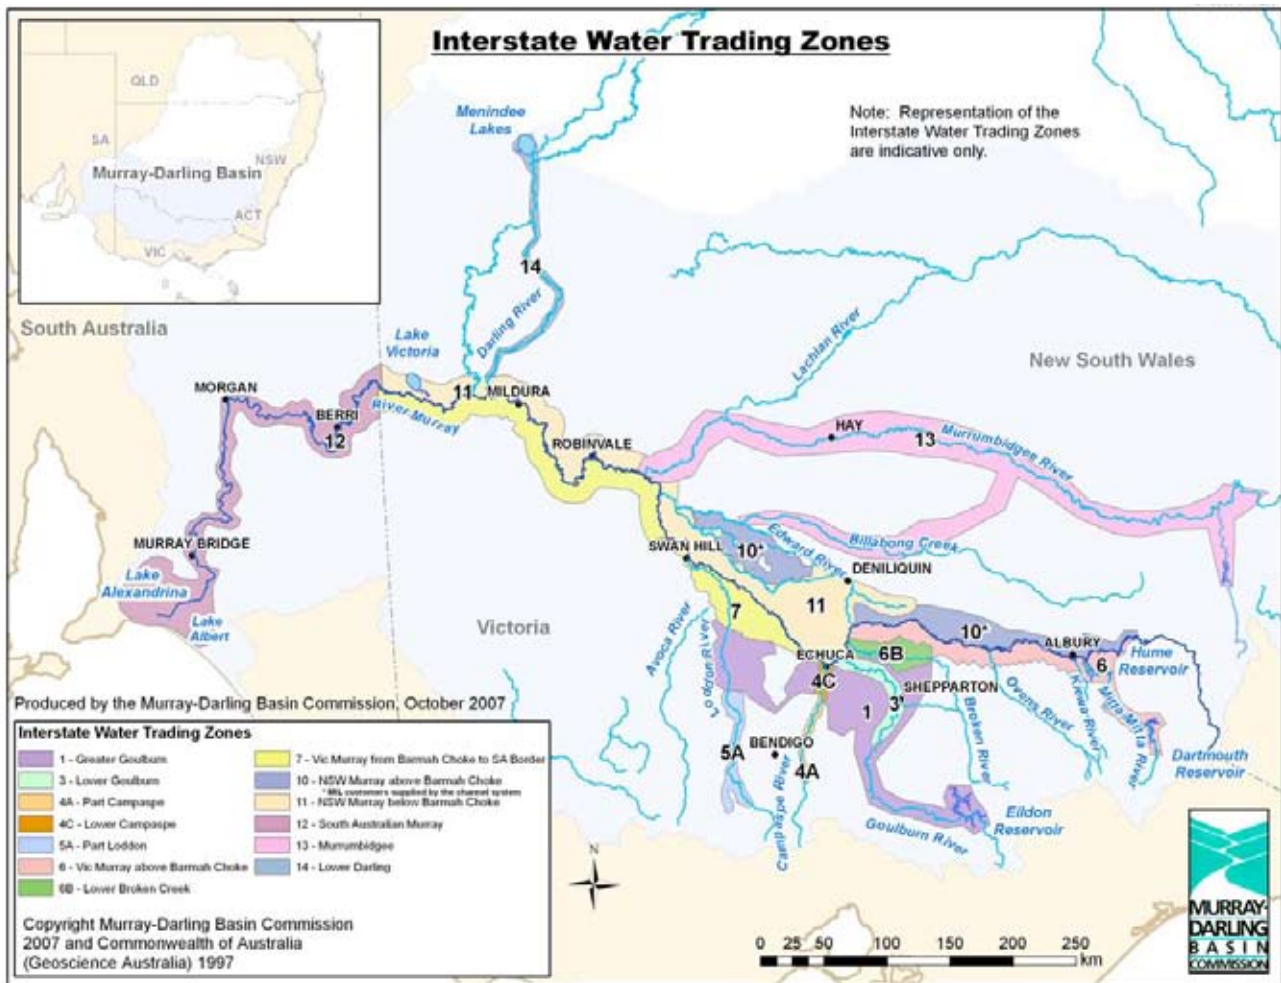 Interstate Water Trading Zones
QLD
SA
NSW
Murray-Darling Basin
ACT
VIC
Note: Representation of the
Interstate Water Trading Zones
are indicative only.
Menindee
Lakes
14
Darling River
South Australia
Lake
Victoria
New South Wales
Lachlan River
MORGAN
BERRI
12
11
MILDURA
River Murray
ROBINVALE
HAY
13
Murrumbidgee River
MURRAY BRIDGE
Lake
Alexandrina
Lake
Albert
SWAN HILL
10*
Edward River
Billabong Creek
DENILIQUIN
Victoria
7
11
10*
ALBURY
Hume
Reservoir
6
Avoca River
Loddon River
ECHUCA
6B
4C
SHEPPARTON
1
3
Ovens River
Kiewa River
Mitta Mitta River
Broken River
Dartmouth
Reservoir
5A
BENDIGO
4A
Campaspe River
Goulburn River
Eildon
Reservoir
Produced by the Murray-Darling Basin Commission, October 2007
Interstate Water Trading Zones
1 - Greater Goulburn
3 - Lower Goulburn
4A - Part Campaspe
4C - Lower Campaspe
5A - Part Loddon
6 - Vic Murray above Barmah Choke
6B - Lower Broken Creek
7 - Vic Murray from Barmah Choke to SA Border
10 - NSW Murray above Barmah Choke
* MIL customers supplied by the channel system
11 - NSW Murray below Barmah Choke
12 - South Australian Murray
13 - Murrumbidgee
14 - Lower Darling
Copyright Murray-Darling Basin Commission
2007 and Commonwealth of Australia
(Geoscience Australia) 1997
N
0 25 50 100 150 200 250
km
MURRAY-
DARLING
BASIN
COMMISSION